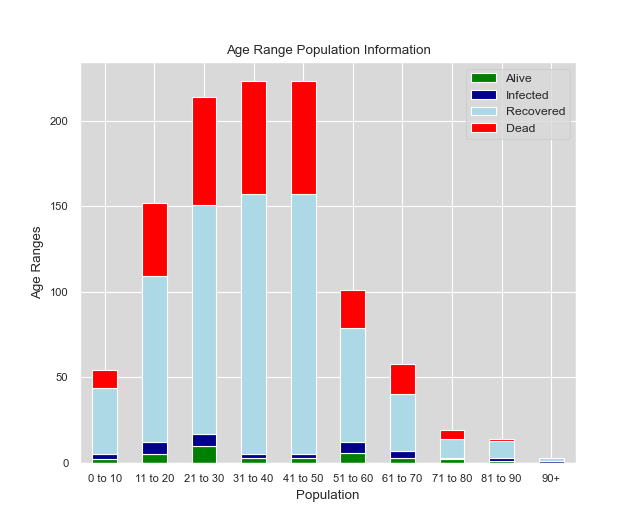 Age Range Population Information
Alive
Infected
Recovered
Dead
Age Ranges
200
150
100
50
0
0 to 10 11 to 20 21 to 30 31 to 40 41 to 50 51 to 60 61 to 70 71 to 80 81 to 90 90+
Population